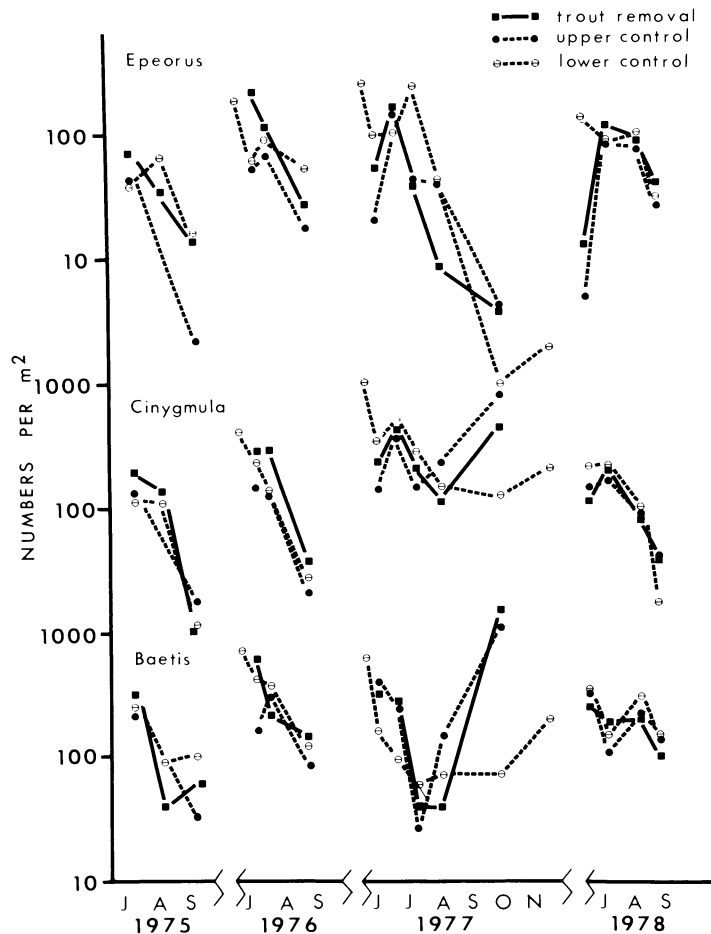 trout removal
upper control
lower control
Epeorus
100
10
1000
Cinygmula
100
1000
Baetis
100
10
NUMBERS PER m2
J A S J A S J J A S O N J J A S
1975 1976 1977 1978